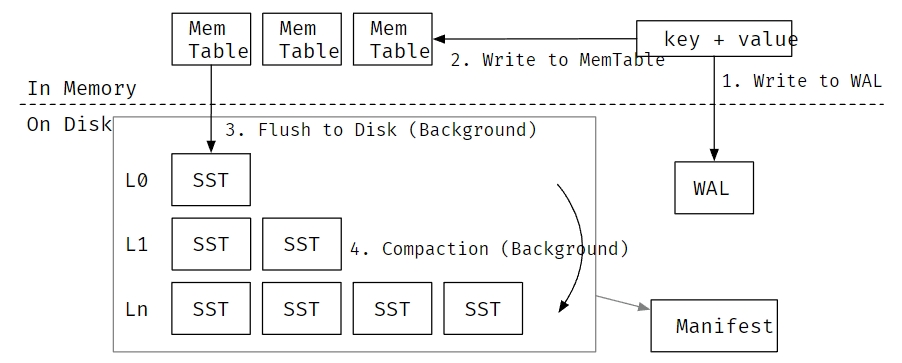 Mem Mem Mem
Table Table Table
key + value
2. Write to MemTable
1. Write to WAL
In Memory
On Disk
3. Flush to Disk (Background)
L0 SST
WAL
L1 SST SST
4. Compaction (Background)
Ln SST SST SST SST
Manifest